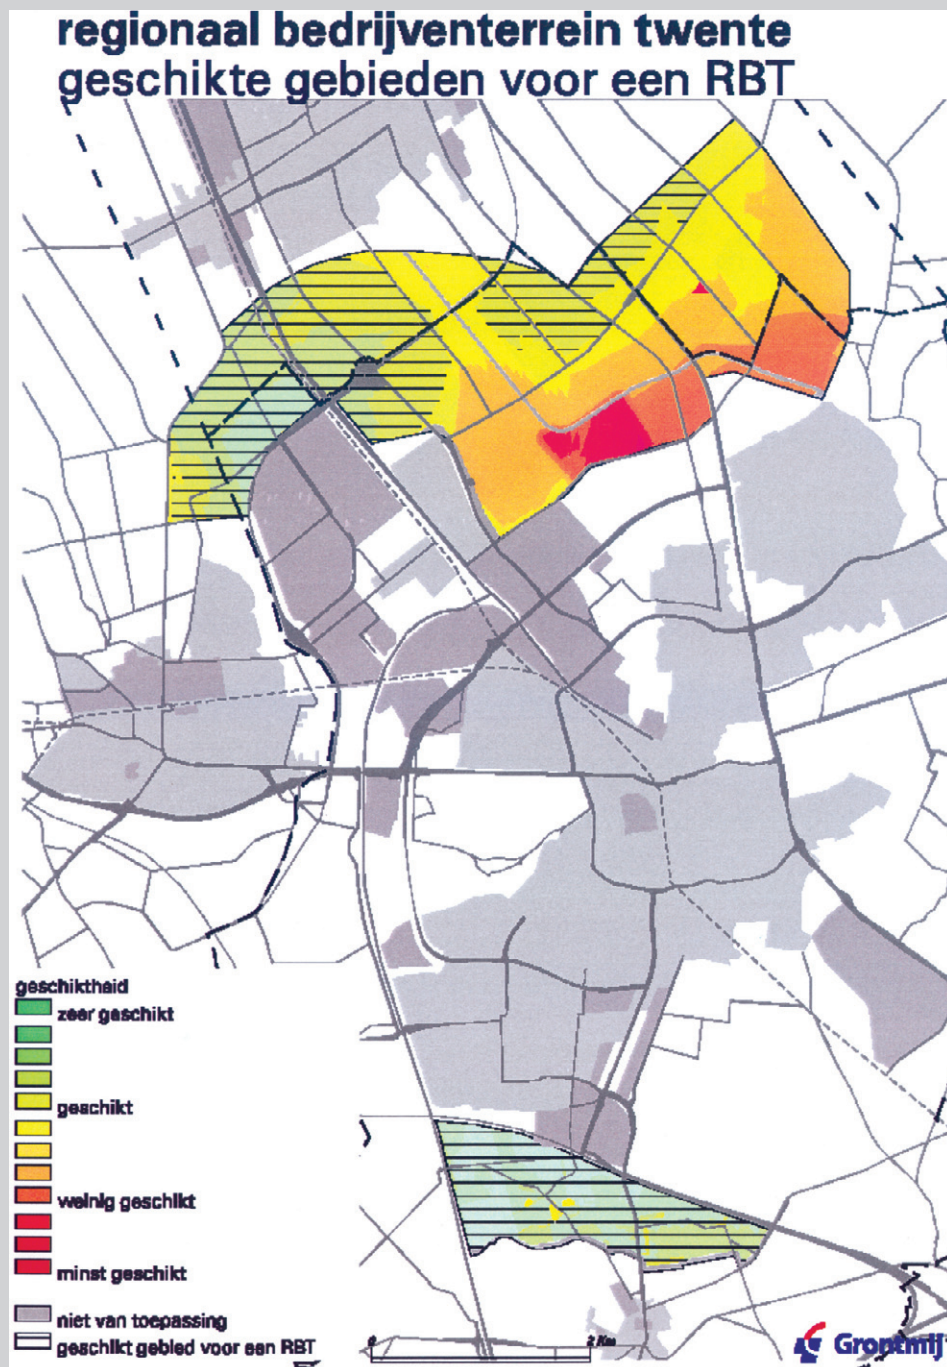 regionaal bedrijventerrein twente
geschikte gebieden voor een RBT
geschiktheid
zeer geschikt
geschikt
weinig geschikt
minst geschikt
niet van toepassing
geschikt gebied voor een RBT
0 2 Km
Grontmij